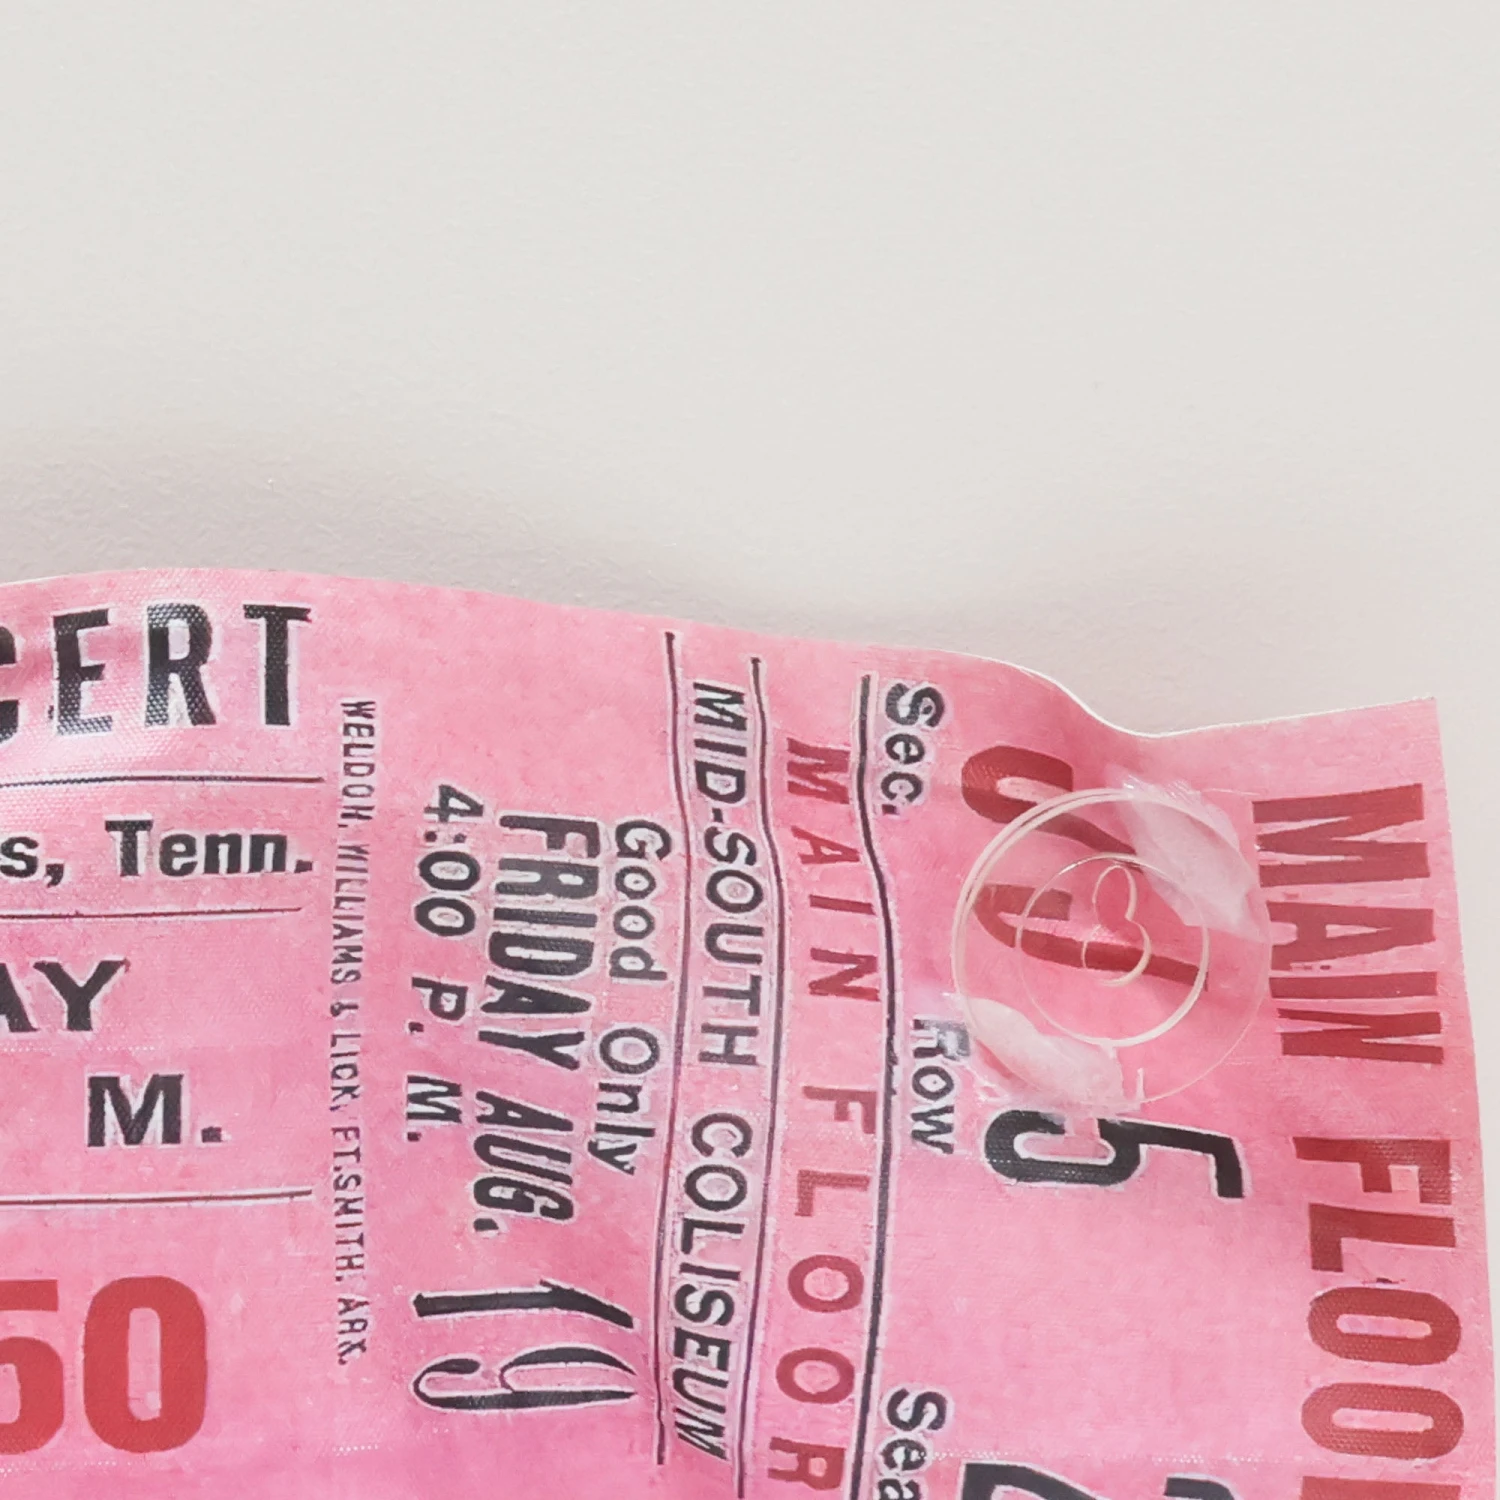 CERT
s, Tenn.
AY
M.
50
WELDON, WILLIAMS & LICK, FT. SMITH, ARK.
4:00 P. M.
FRIDAY AUG. 19
Good Only
MID-SOUTH COLISEUM
MAIN FLOOR
Sec.
Row
5
Sea
MAIN FLOO